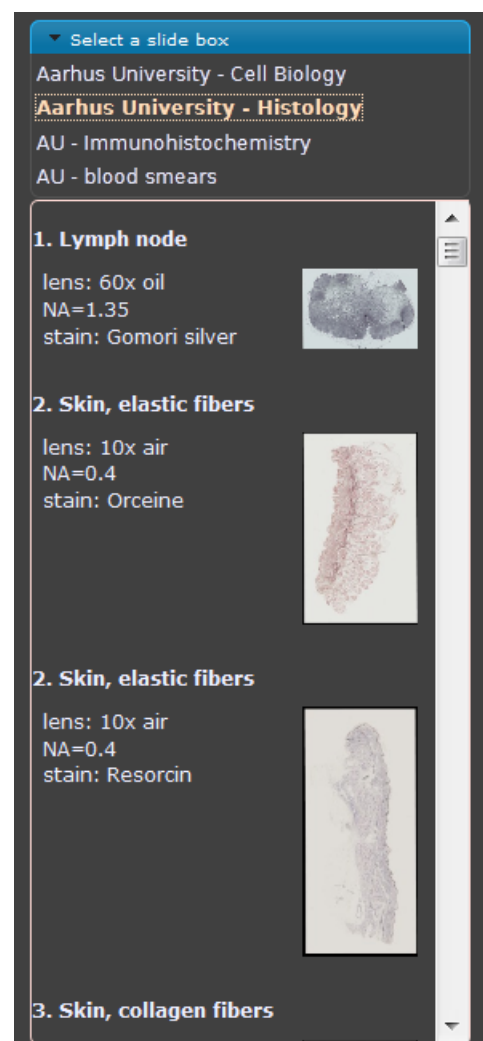 Select a slide box
Aarhus University - Cell Biology
Aarhus University - Histology
AU - Immunohistochemistry
AU - blood smears
1. Lymph node
lens: 60x oil
NA=1.35
stain: Gomori silver
2. Skin, elastic fibers
lens: 10x air
NA=0.4
stain: Orceine
2. Skin, elastic fibers
lens: 10x air
NA=0.4
stain: Resorcin
3. Skin, collagen fibers